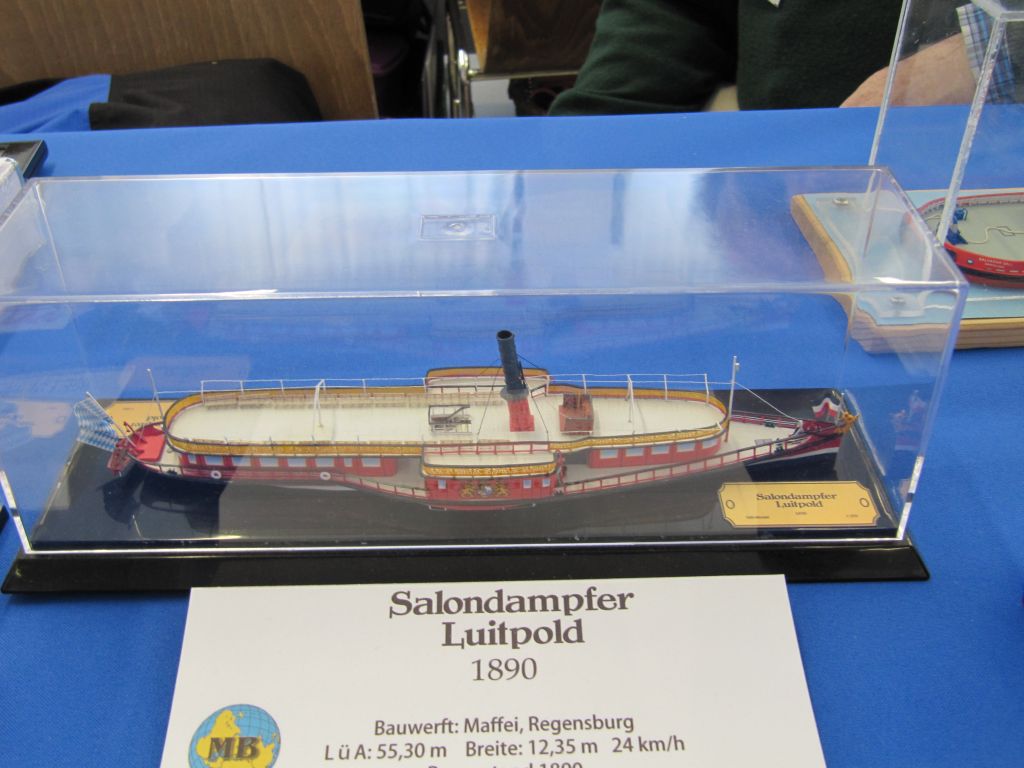 Salondampfer
Luitpold
Salondampfer
Luitpold
1890
MB
Bauwerft: Maffei, Regensburg
L ü A: 55,30 m Breite: 12,35 m 24 km/h